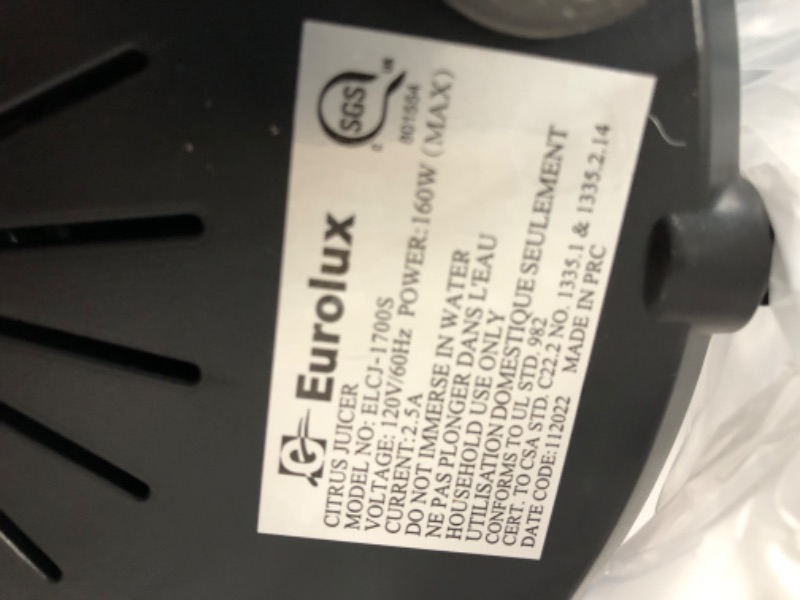 Eurolux
SGS
C US
801554
CITRUS JUICER
MODEL NO: ELCJ-1700S
VOLTAGE: 120V/60Hz POWER:160W (MAX)
CURRENT:2.5A
DO NOT IMMERSE IN WATER
NE PAS PLONGER DANS L'EAU
HOUSEHOLD USE ONLY
UTILISATION DOMESTIQUE SEULEMENT
CONFORMS TO UL STD. 982
CERT. TO CSA STD. C22.2 NO. 1335.1 & 1335.2.14
DATE CODE:112022 MADE IN PRC